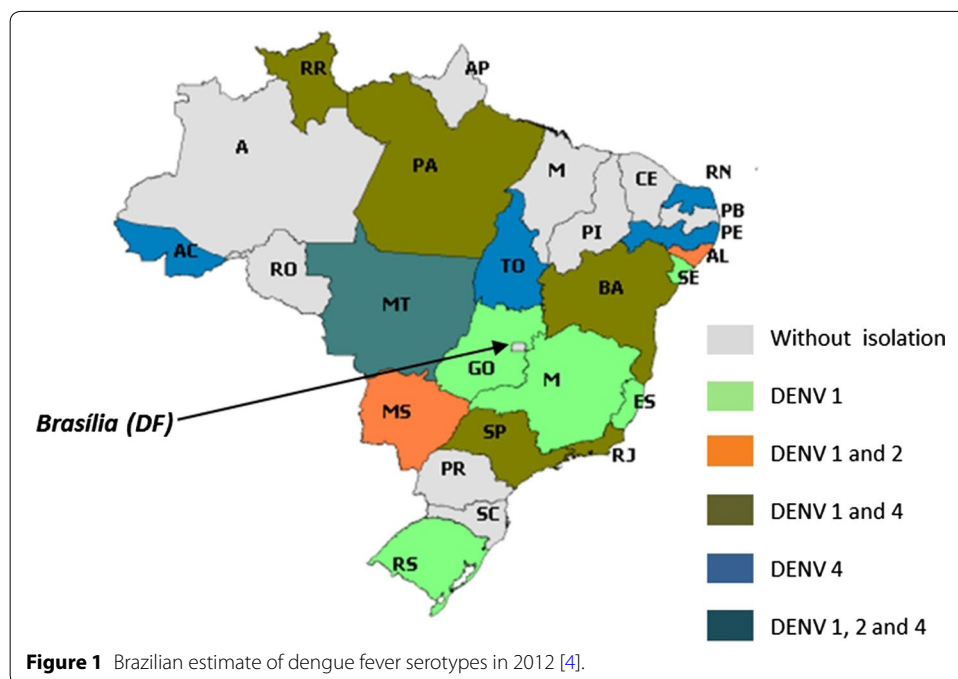 RR
AP
A
PA
M
CE
RN
PB
PI
PE
AC
AL
TO
RO
SE
BA
MT
Without isolation
GO
M
DENV 1
ES
Brasília (DF)
MS
SP
DENV 1 and 2
RJ
PR
DENV 1 and 4
SC
RS
DENV 4
DENV 1, 2 and 4
Figure 1 Brazilian estimate of dengue fever serotypes in 2012 [4].